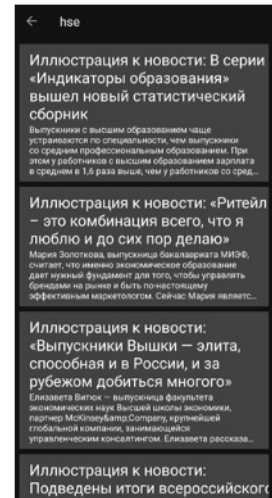 ← hse
Иллюстрация к новости: В серии
«Индикаторы образования»
вышел новый статистический
сборник
Выпускники с высшим образованием чаще
устраиваются по специальности, чем выпускники
со средним профессиональным образованием. При
этом у работников с высшим образованием зарплата
в среднем в 1,6 раза выше, чем у работников со сред...
Иллюстрация к новости: «Ритейл
– это комбинация всего, что я
люблю и до сих пор делаю»
Мария Золоткова, выпускница бакалавриата МИЭФ,
считает, что именно экономическое образование
дает нужный фундамент для того, чтобы управлять
брендами на рынке и быть по-настоящему
эффективным маркетологом. Сейчас Мария являетс...
Иллюстрация к новости:
«Выпускники Вышки — элита,
способная и в России, и за
рубежом добиться многого»
Елизавета Витюк — выпускница факультета
экономических наук Высшей школы экономики,
партнер McKinsey&amp;Company, крупнейшей
глобальной компании, занимающейся
управленческим консалтингом. Елизавета рассказа...
Иллюстрация к новости:
Подведены итоги всероссийского